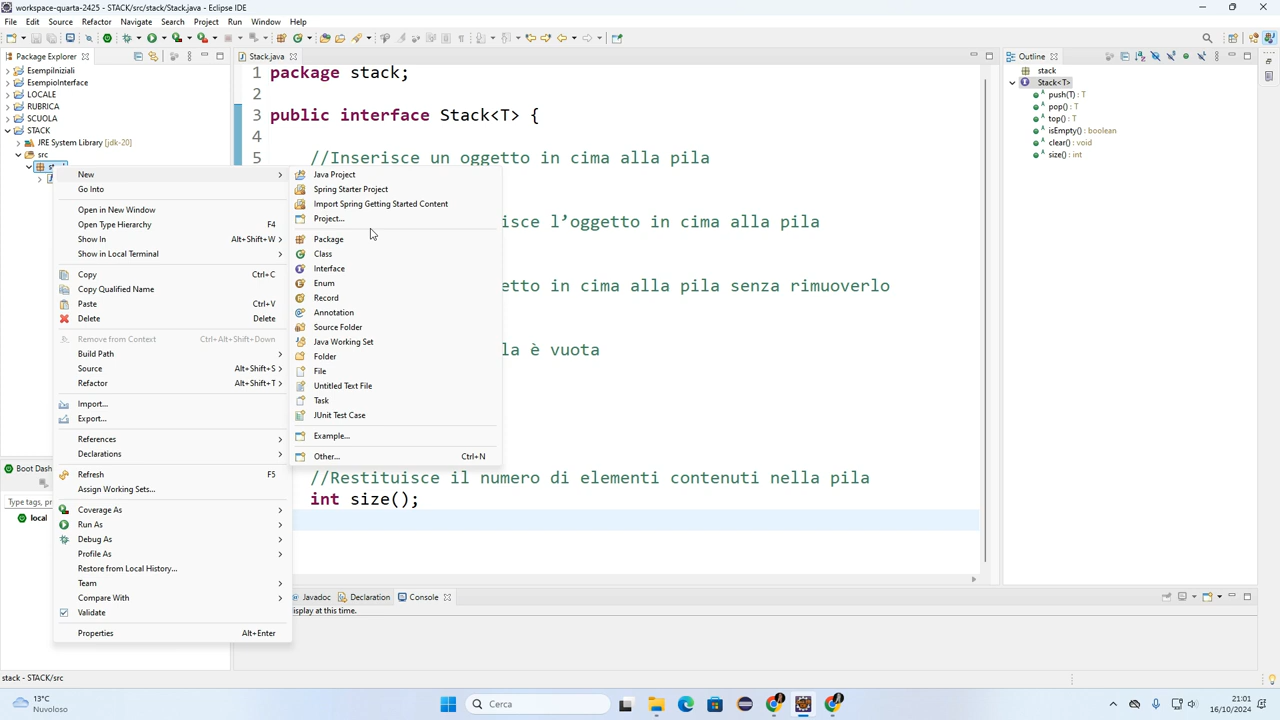 workspace-quarta-2425 - STACK/src/stack/Stack.java - Eclipse IDE
File Edit Source Refactor Navigate Search Project Run Window Help
Package Explorer
EsempiIniziali
EsempioInterface
LOCALE
RUBRICA
SCUOLA
STACK
JRE System Library [jdk-20]
src
Stack.java
1 package stack;
2
3 public interface Stack<T> {
4
5 //Inserisce un oggetto in cima alla pila
isce l'oggetto in cima alla pila
etto in cima alla pila senza rimuoverlo
la è vuota
//Restituisce il numero di elementi contenuti nella pila
int size();
New
Go Into
Open in New Window
Open Type Hierarchy F4
Show In Alt+Shift+W
Show in Local Terminal
Copy Ctrl+C
Copy Qualified Name
Paste Ctrl+V
Delete Delete
Remove from Context Ctrl+Alt+Shift+Down
Build Path
Source Alt+Shift+S
Refactor Alt+Shift+T
Import...
Export...
References
Declarations
Refresh F5
Assign Working Sets...
Coverage As
Run As
Debug As
Profile As
Restore from Local History...
Team
Compare With
Validate
Properties Alt+Enter
Java Project
Spring Starter Project
Import Spring Getting Started Content
Project...
Package
Class
Interface
Enum
Record
Annotation
Source Folder
Java Working Set
Folder
File
Untitled Text File
Task
JUnit Test Case
Example...
Other... Ctrl+N
Outline
stack
Stack<T>
push(T) : T
pop() : T
top() : T
isEmpty() : boolean
clear() : void
size() : int
Boot Dash
Type tags, pr
local
Javadoc Declaration Console
isplay at this time.
stack - STACK/src
13°C
Nuvoloso
Cerca
21:01
16/10/2024